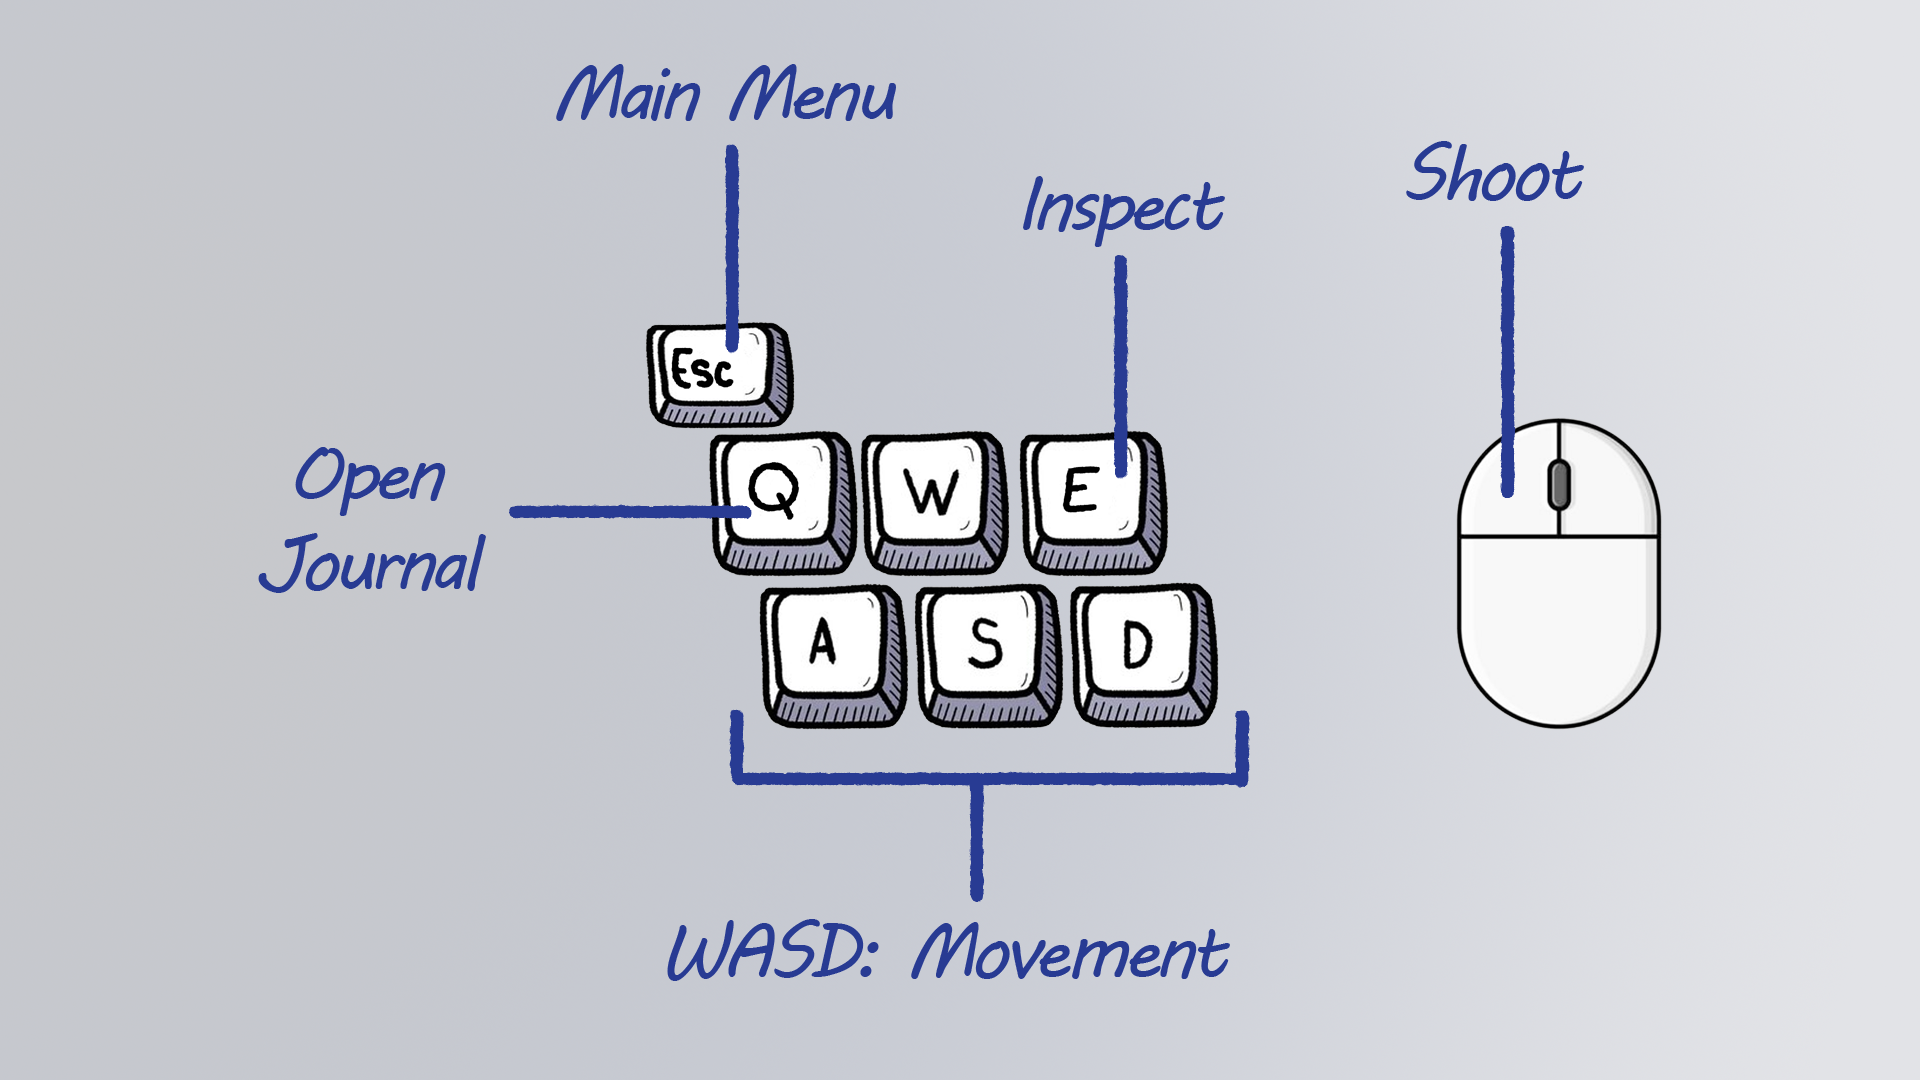 Main Menu
Inspect
Shoot
Esc
Open
Journal
Q W E
A S D
WASD: Movement